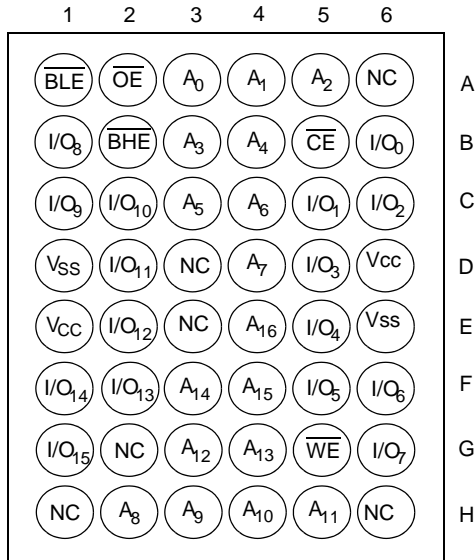 1 2 3 4 5 6
BLE OE A0 A1 A2 NC A
I/O8 BHE A3 A4 CE I/O0 B
I/O9 I/O10 A5 A6 I/O1 I/O2 C
VSS I/O11 NC A7 I/O3 Vcc D
VCC I/O12 NC A16 I/O4 Vss E
I/O14 I/O13 A14 A15 I/O5 I/O6 F
I/O15 NC A12 A13 WE I/O7 G
NC A8 A9 A10 A11 NC H